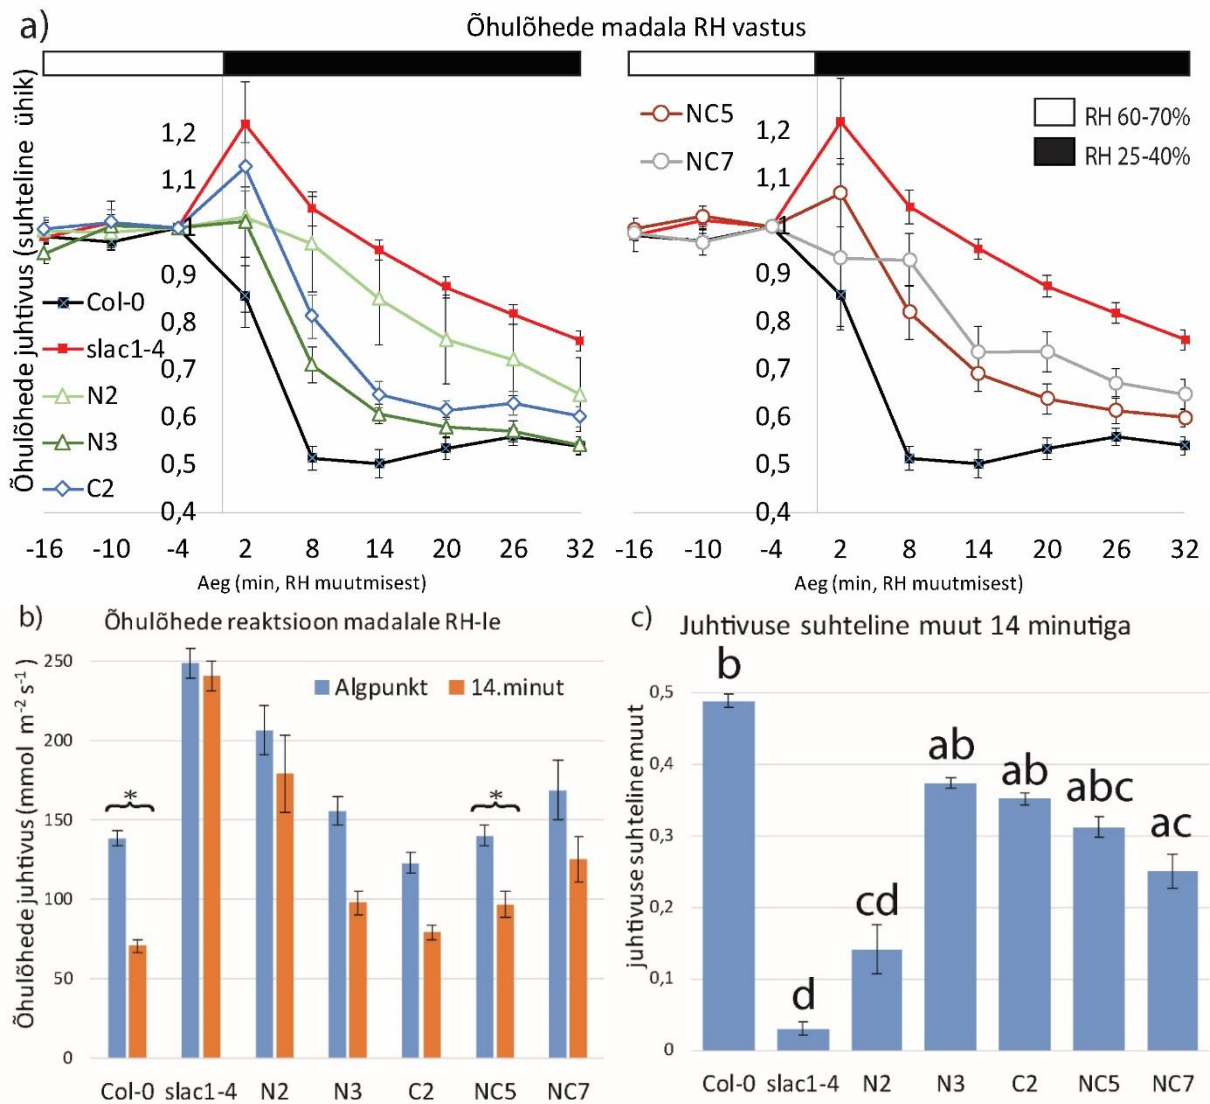 a)
Õhulõhede madala RH vastus
Õhulõhede juhtivus (suhteline ühik)
1,2
1,1
1
0,9
0,8
0,7
0,6
0,5
0,4
Col-0
slac1-4
N2
N3
C2
-16 -10 -4 2 8 14 20 26 32
Aeg (min, RH muutmisest)
NC5
NC7
RH 60-70%
RH 25-40%
1,2
1,1
1
0,9
0,8
0,7
0,6
0,5
0,4
-16 -10 -4 2 8 14 20 26 32
Aeg (min, RH muutmisest)
b)
Õhulõhede reaktsioon madalale RH-le
Õhulõhede juhtivus (mmol m-2 s-1)
250
200
150
100
50
0
Algpunkt 14.minut
* *
Col-0 slac1-4 N2 N3 C2 NC5 NC7
c)
Juhtivuse suhteline muut 14 minutiga
juhtivuse suhteline muut
0,5
0,4
0,3
0,2
0,1
0
b d cd ab ab abc ac
Col-0 slac1-4 N2 N3 C2 NC5 NC7